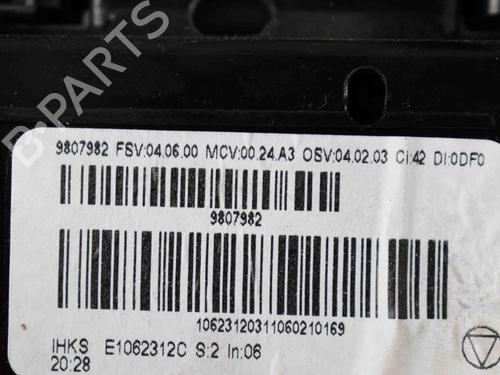 9807982 FSV:04.06.00 MCV:00.24.A3 OSV:04.02.03 CI:42 DI:0DF0
9807982
10623120311060210169
IHKS E1062312C S:2 In:06
20:28
B-PARTS